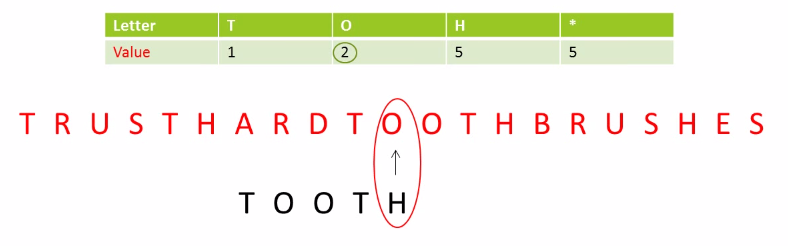 Letter T O H *
Value 1 2 5 5
T R U S T H A R D T O O T H B R U S H E S
T O O T H